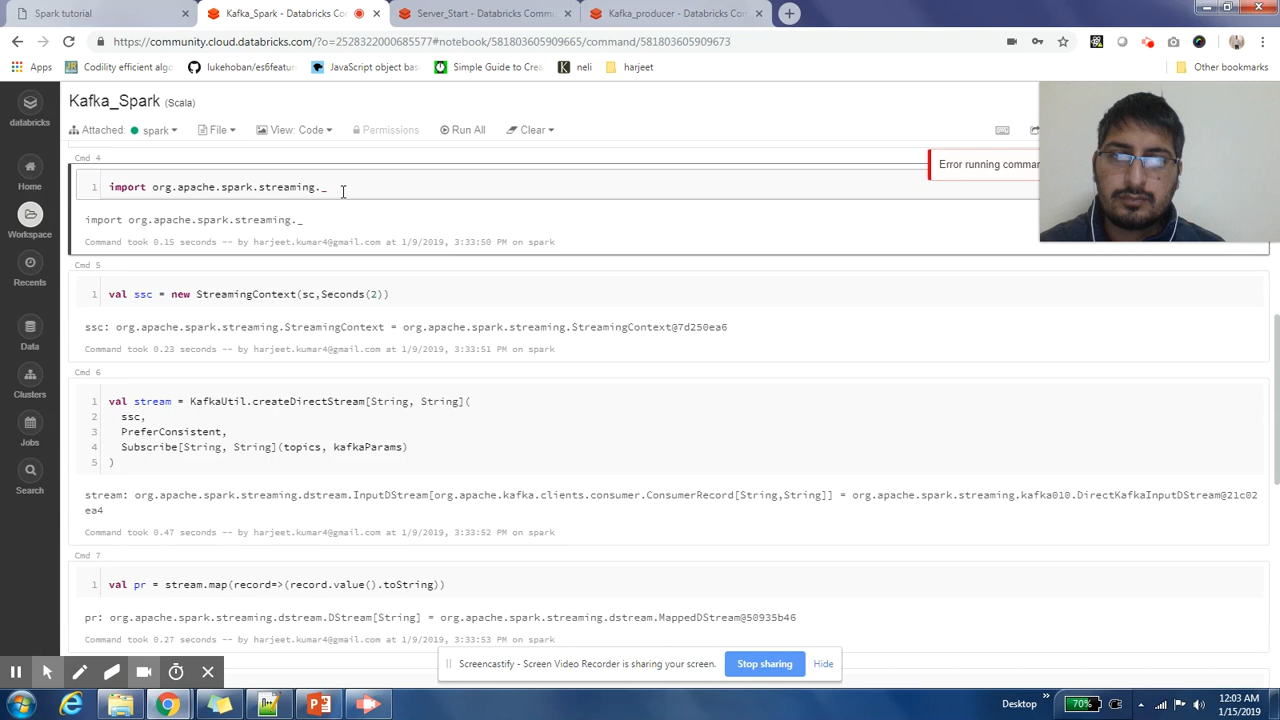 Spark tutorial
Kafka_Spark - Databricks Co
Server_Start - Databricks Commu
Kafka_producer - Databricks Com
https://community.cloud.databricks.com/?o=2528322000685577#notebook/581803605909665/command/581803605909673
Apps
Codility efficient algo
lukehoban/es6featur
JavaScript object bas
Simple Guide to Crea
neli
harjeet
Other bookmarks
databricks
Home
Workspace
Recents
Data
Clusters
Jobs
Search
Kafka_Spark (Scala)
Attached: spark File View: Code Permissions Run All Clear
Error running comman
Cmd 4
1 import org.apache.spark.streaming._
import org.apache.spark.streaming._
Command took 0.15 seconds -- by harjeet.kumar4@gmail.com at 1/9/2019, 3:33:50 PM on spark
Cmd 5
1 val ssc = new StreamingContext(sc,Seconds(2))
ssc: org.apache.spark.streaming.StreamingContext = org.apache.spark.streaming.StreamingContext@7d250ea6
Command took 0.23 seconds -- by harjeet.kumar4@gmail.com at 1/9/2019, 3:33:51 PM on spark
Cmd 6
1 val stream = KafkaUtil.createDirectStream[String, String](
2 ssc,
3 PreferConsistent,
4 Subscribe[String, String](topics, kafkaParams)
5 )
stream: org.apache.spark.streaming.dstream.InputDStream[org.apache.kafka.clients.consumer.ConsumerRecord[String,String]] = org.apache.spark.streaming.kafka010.DirectKafkaInputDStream@21c02
ea4
Command took 0.47 seconds -- by harjeet.kumar4@gmail.com at 1/9/2019, 3:33:52 PM on spark
Cmd 7
1 val pr = stream.map(record=>(record.value().toString))
pr: org.apache.spark.streaming.dstream.DStream[String] = org.apache.spark.streaming.dstream.MappedDStream@50935b46
Command took 0.27 seconds -- by harjeet.kumar4@gmail.com at 1/9/2019, 3:33:53 PM on spark
Screencastify - Screen Video Recorder is sharing your screen. Stop sharing Hide
Desktop
70%
12:03 AM
1/15/2019